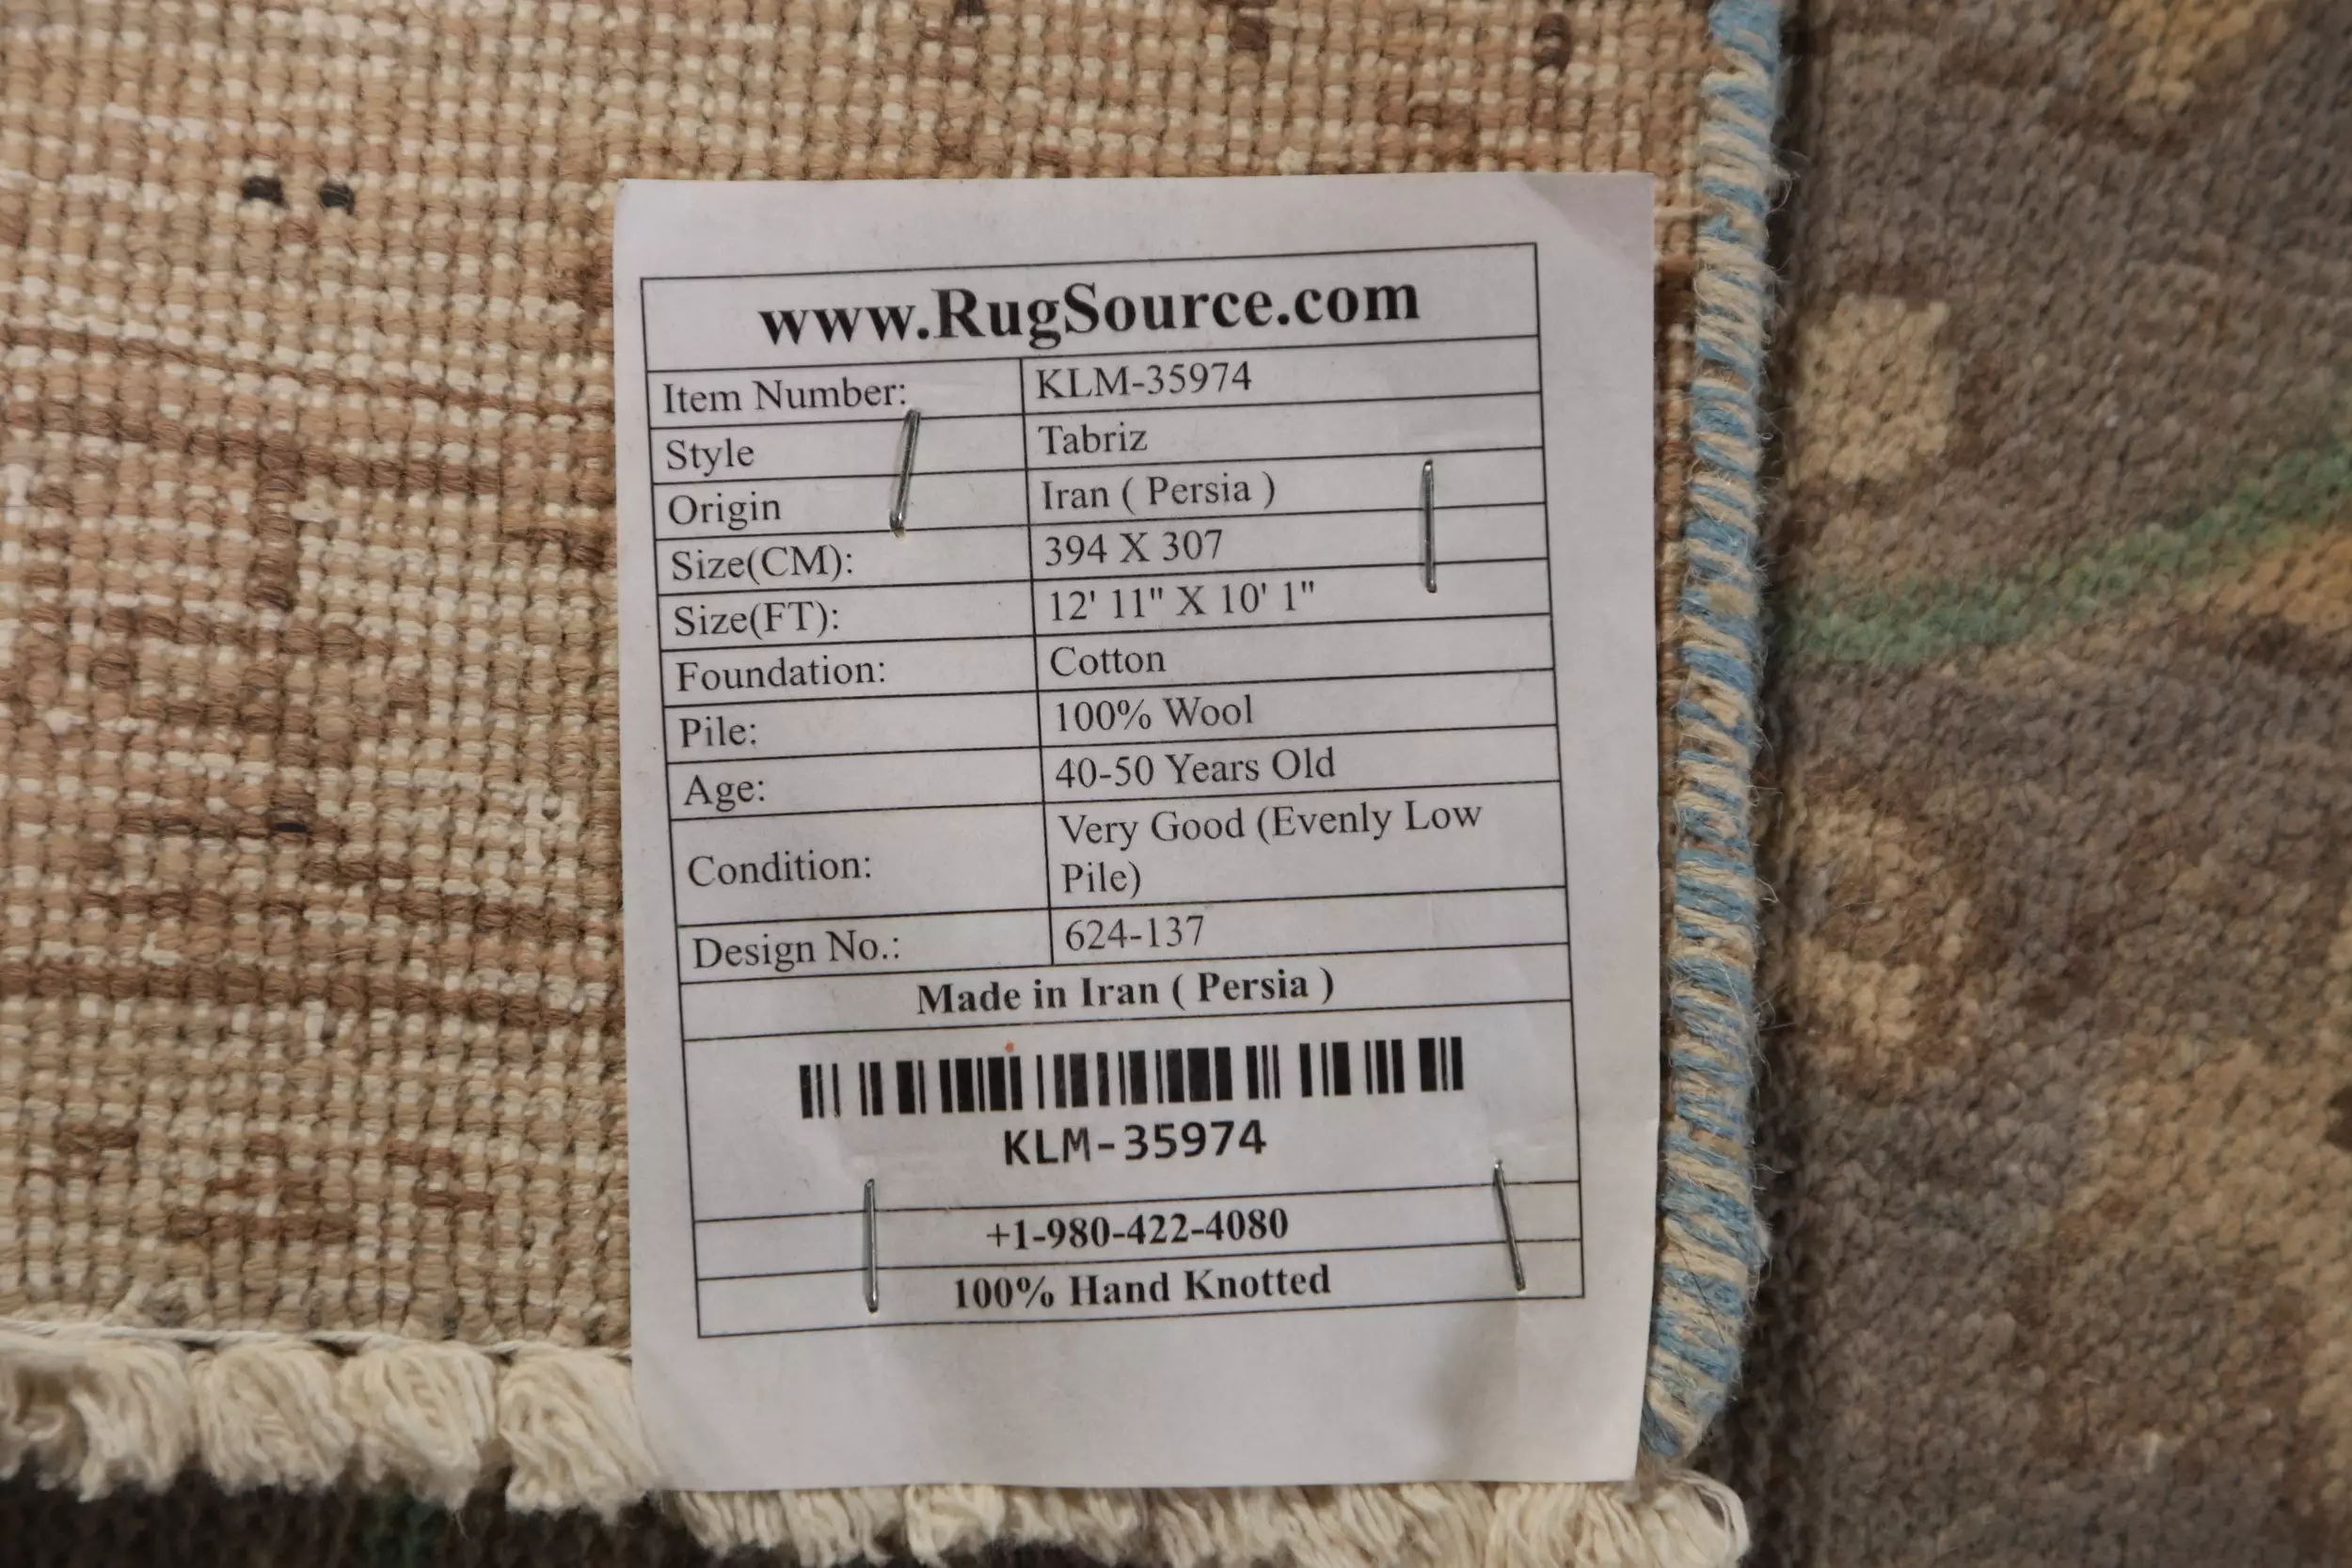 www.RugSource.com
Item Number: KLM-35974
Style Tabriz
Origin Iran ( Persia )
Size(CM): 394 X 307
Size(FT): 12' 11" X 10' 1"
Foundation: Cotton
Pile: 100% Wool
Age: 40-50 Years Old
Condition: Very Good (Evenly Low
Pile)
Design No.: 624-137
Made in Iran ( Persia )
KLM-35974
+1-980-422-4080
100% Hand Knotted